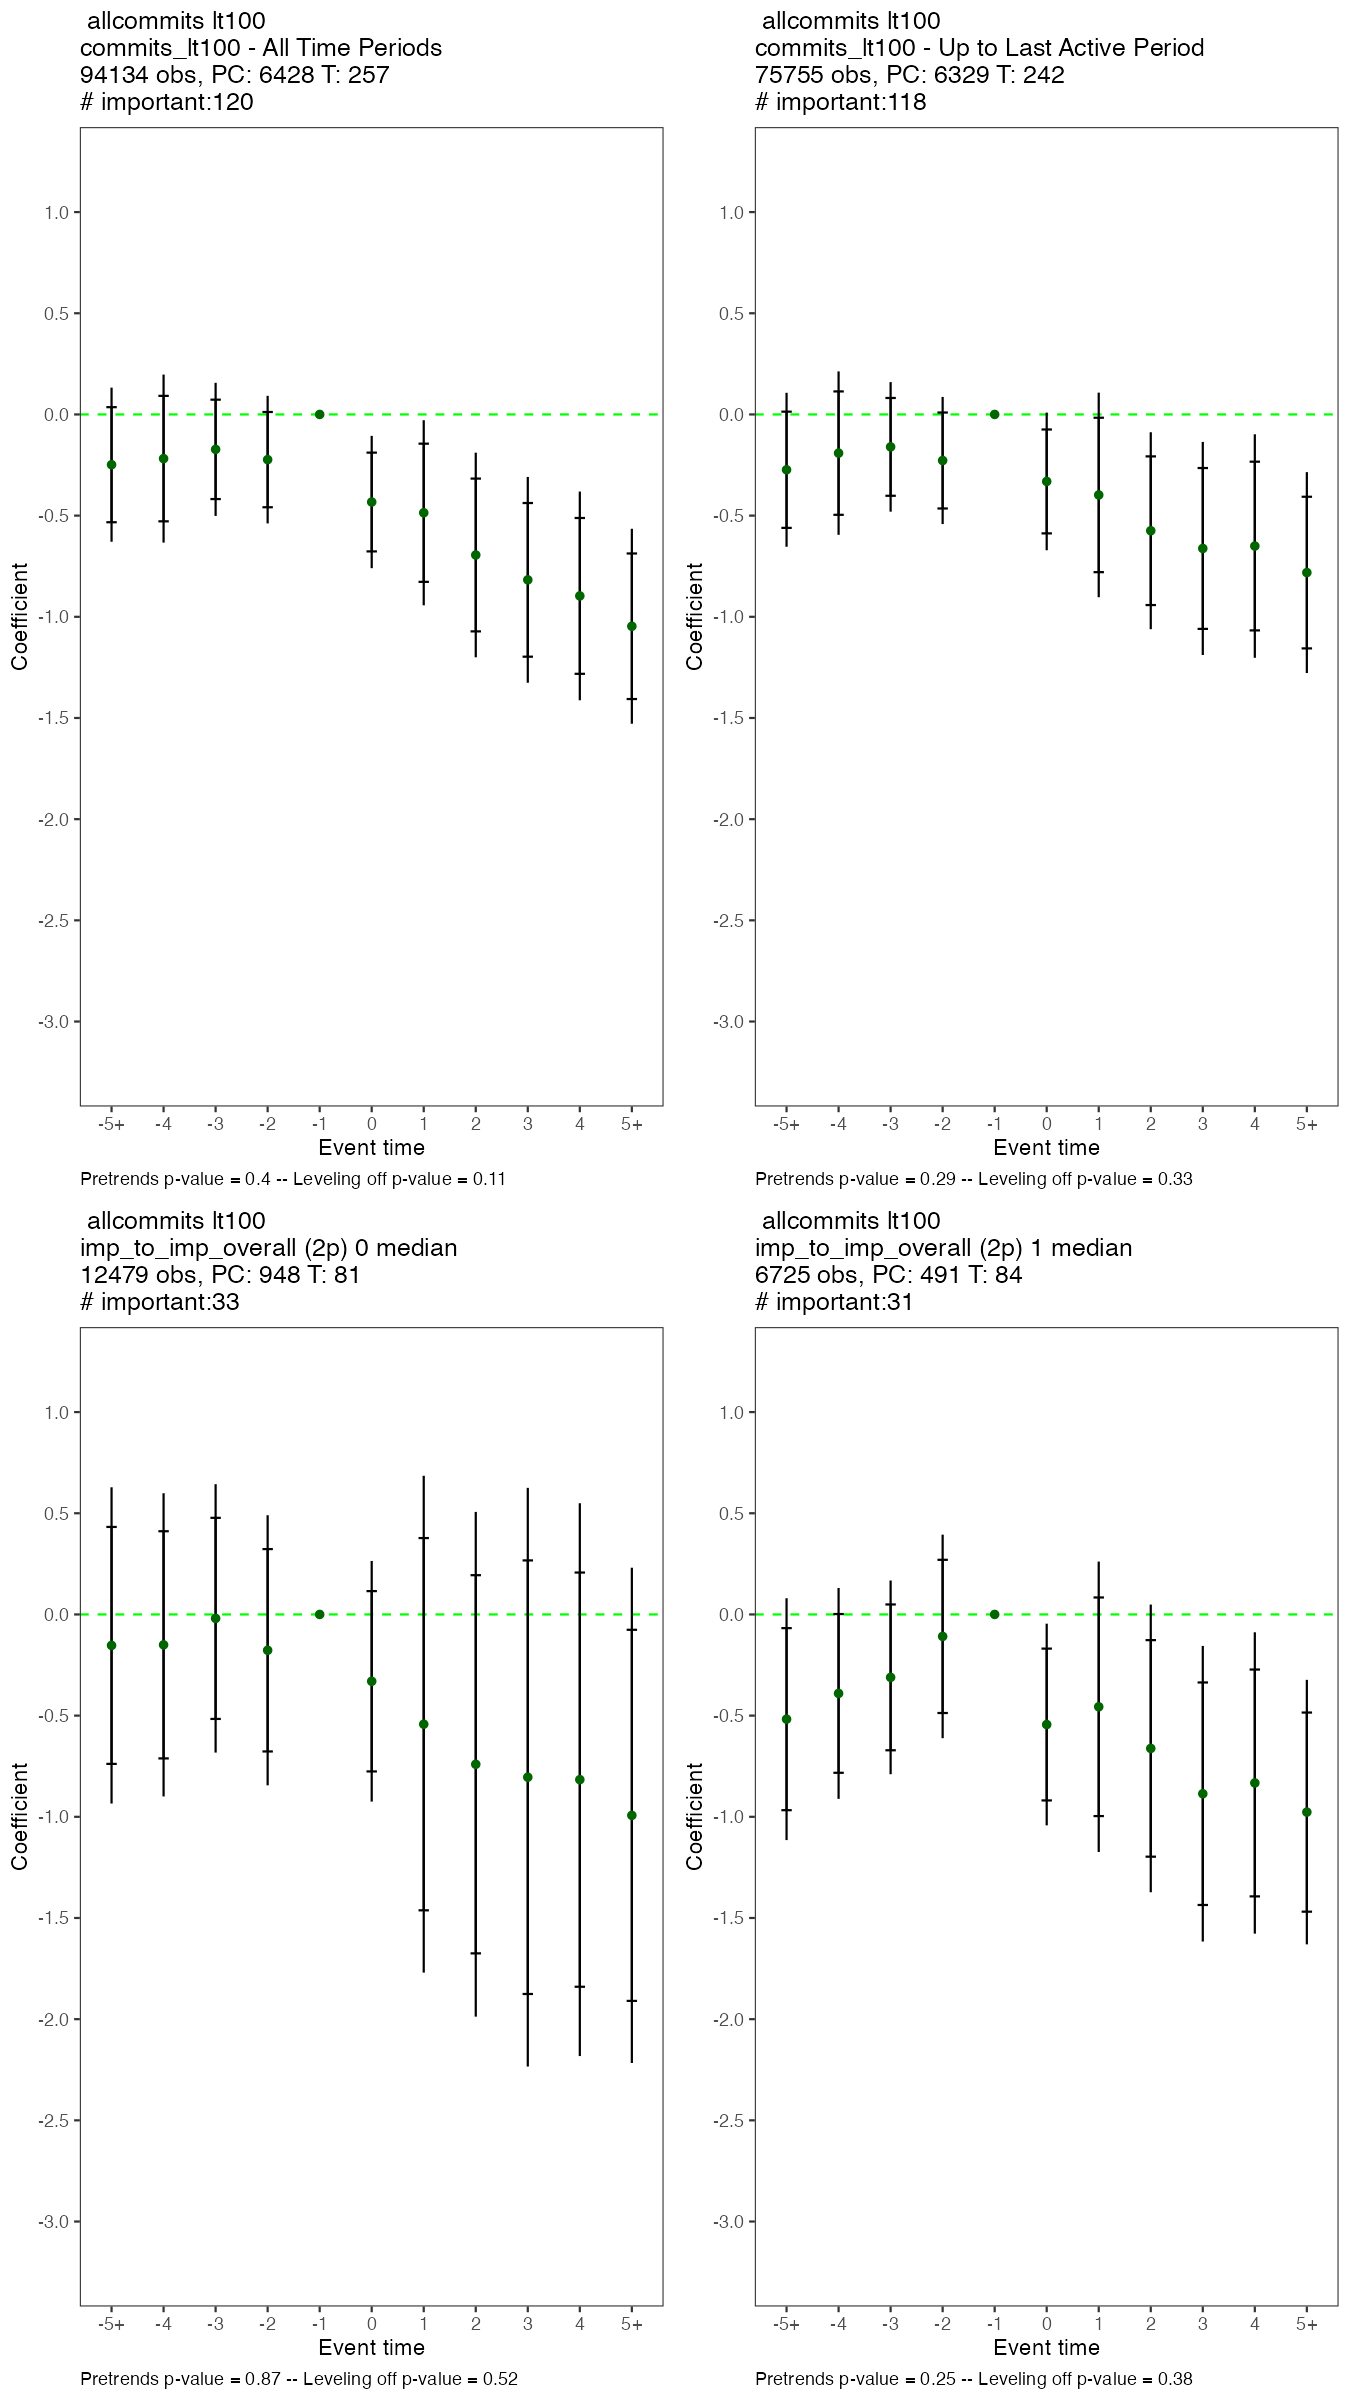 allcommits lt100
commits_lt100 - All Time Periods
94134 obs, PC: 6428 T: 257
# important:120
1.0
0.5
0.0
-0.5
-1.0
-1.5
-2.0
-2.5
-3.0
Coefficient
-5+ -4 -3 -2 -1 0 1 2 3 4 5+
Event time
Pretrends p-value = 0.4 -- Leveling off p-value = 0.11
allcommits lt100
commits_lt100 - Up to Last Active Period
75755 obs, PC: 6329 T: 242
# important:118
1.0
0.5
0.0
-0.5
-1.0
-1.5
-2.0
-2.5
-3.0
Coefficient
-5+ -4 -3 -2 -1 0 1 2 3 4 5+
Event time
Pretrends p-value = 0.29 -- Leveling off p-value = 0.33
allcommits lt100
imp_to_imp_overall (2p) 0 median
12479 obs, PC: 948 T: 81
# important:33
1.0
0.5
0.0
-0.5
-1.0
-1.5
-2.0
-2.5
-3.0
Coefficient
-5+ -4 -3 -2 -1 0 1 2 3 4 5+
Event time
Pretrends p-value = 0.87 -- Leveling off p-value = 0.52
allcommits lt100
imp_to_imp_overall (2p) 1 median
6725 obs, PC: 491 T: 84
# important:31
1.0
0.5
0.0
-0.5
-1.0
-1.5
-2.0
-2.5
-3.0
Coefficient
-5+ -4 -3 -2 -1 0 1 2 3 4 5+
Event time
Pretrends p-value = 0.25 -- Leveling off p-value = 0.38